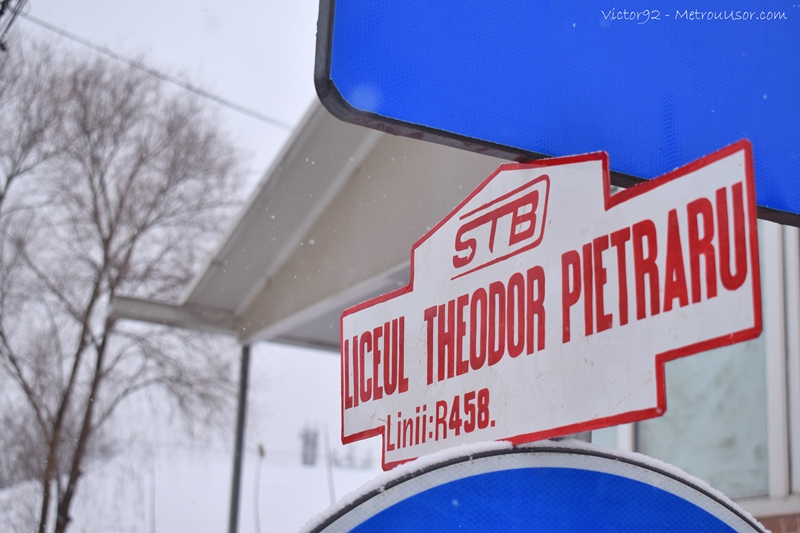 Victor92 - MetrouUsor.com
STB
LICEUL THEODOR PIETRARU
Linii:R458.